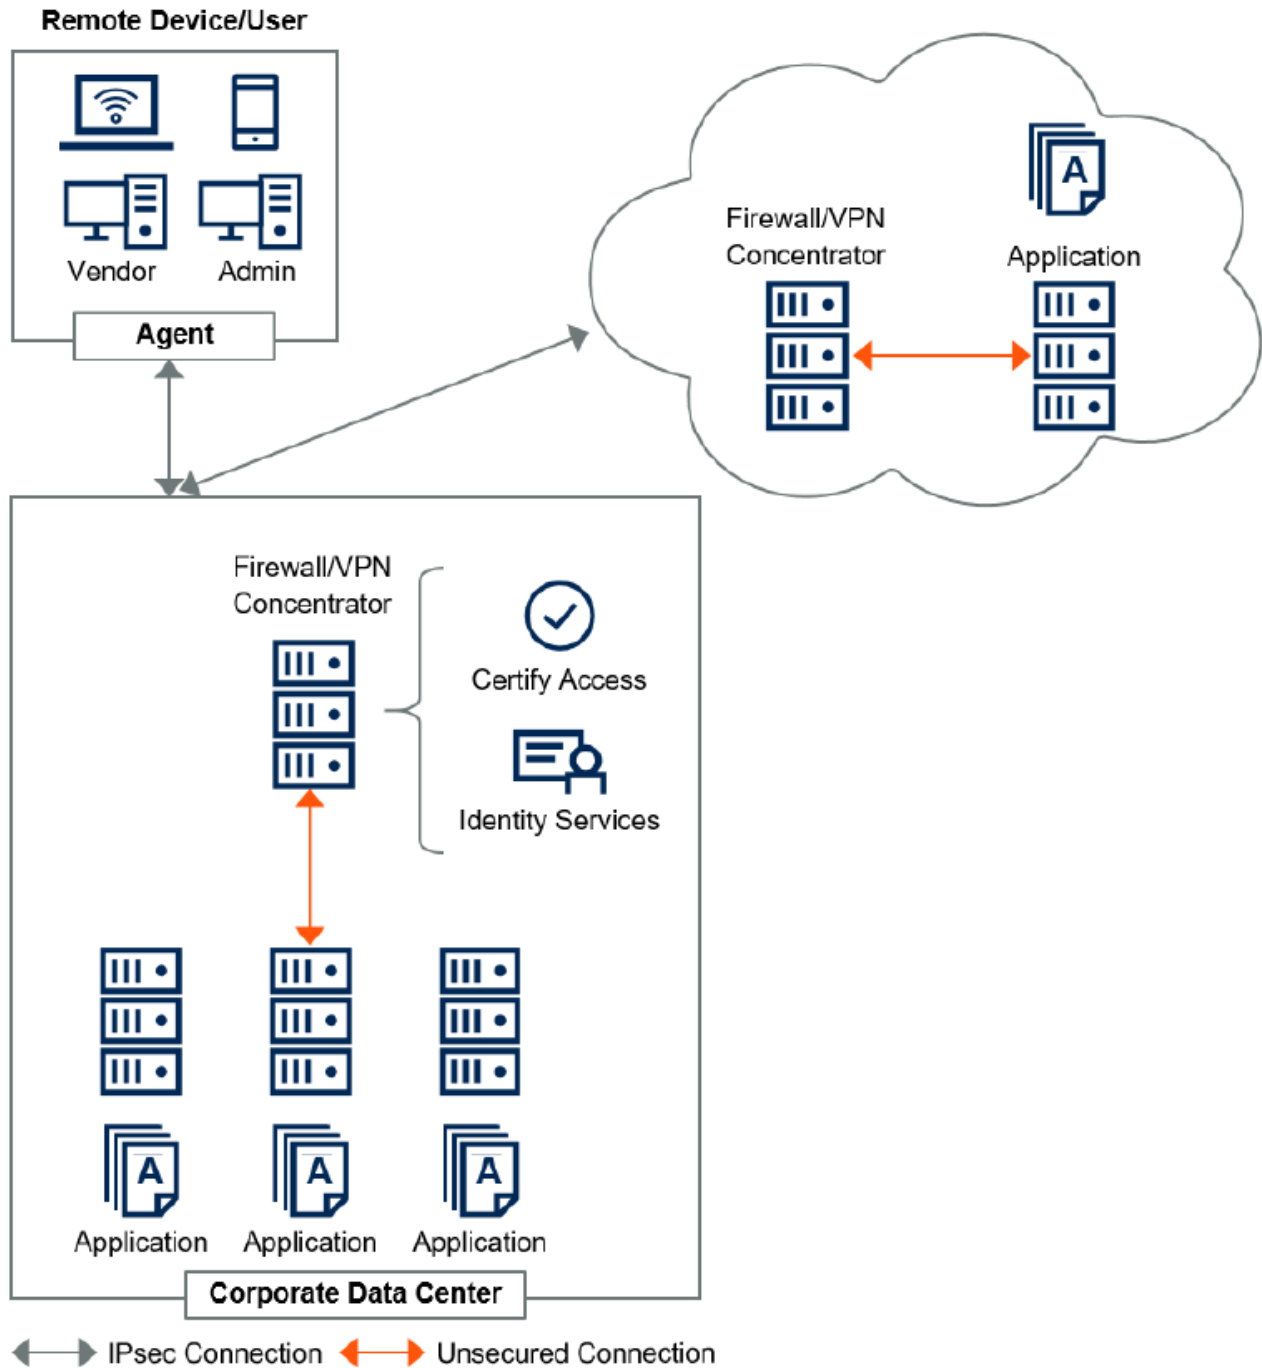 Remote Device/User
Vendor
Admin
Agent
Firewall/VPN
Concentrator
A
Application
Firewall/VPN
Concentrator
Certify Access
Identity Services
A
A
A
Application
Application
Application
Corporate Data Center
IPsec Connection
Unsecured Connection